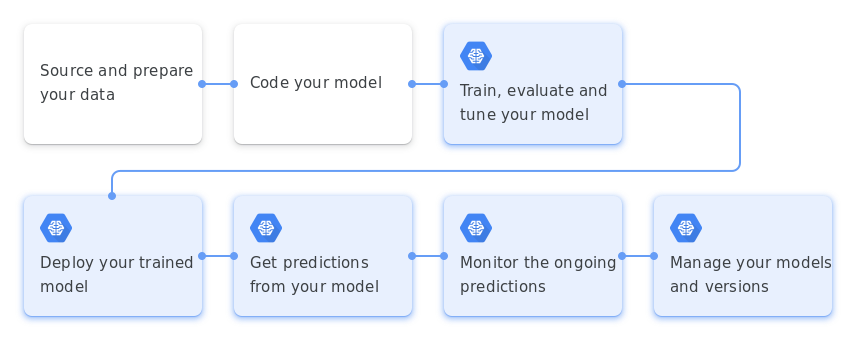 Source and prepare
your data
Code your model
Train, evaluate and
tune your model
Deploy your trained
model
Get predictions
from your model
Monitor the ongoing
predictions
Manage your models
and versions